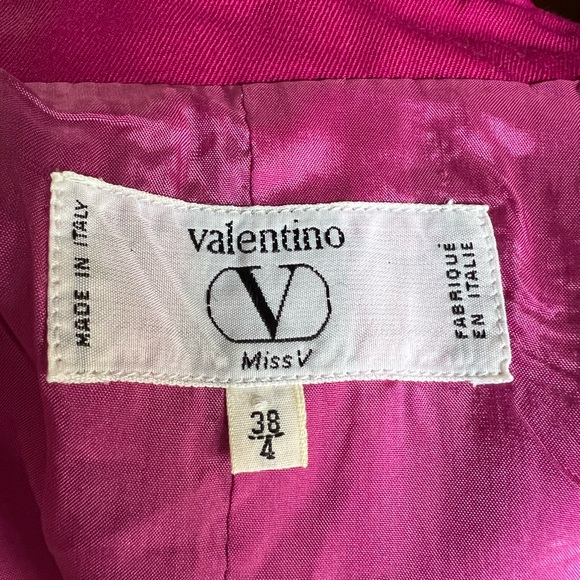 MADE IN ITALY
valentino
V
Miss V
FABRIQUÉ
EN ITALIE
38
4